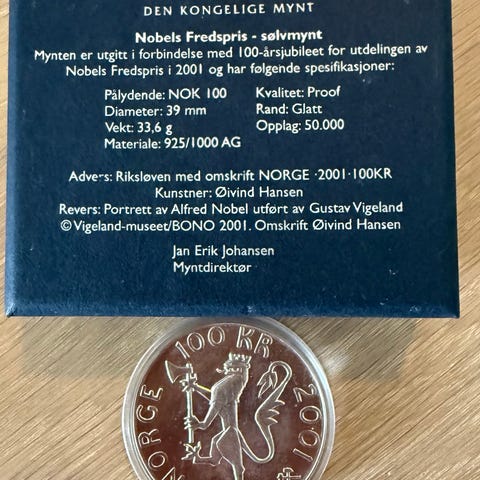 DEN KONGELIGE MYNT
Nobels Fredspris - sølvmynt
Mynten er utgitt i forbindelse med 100-årsjubileet for utdelingen av
Nobels Fredspris i 2001 og har følgende spesifikasjoner:
Pålydende: NOK 100
Diameter: 39 mm
Vekt: 33,6 g
Materiale: 925/1000 AG
Kvalitet: Proof
Rand: Glatt
Opplag: 50.000
Advers: Riksløven med omskrift NORGE ·2001·100KR
Kunstner: Øivind Hansen
Revers: Portrett av Alfred Nobel utført av Gustav Vigeland
© Vigeland-museet/BONO 2001. Omskrift Øivind Hansen
Jan Erik Johansen
Myntdirektør
NORGE 100 KR 2001